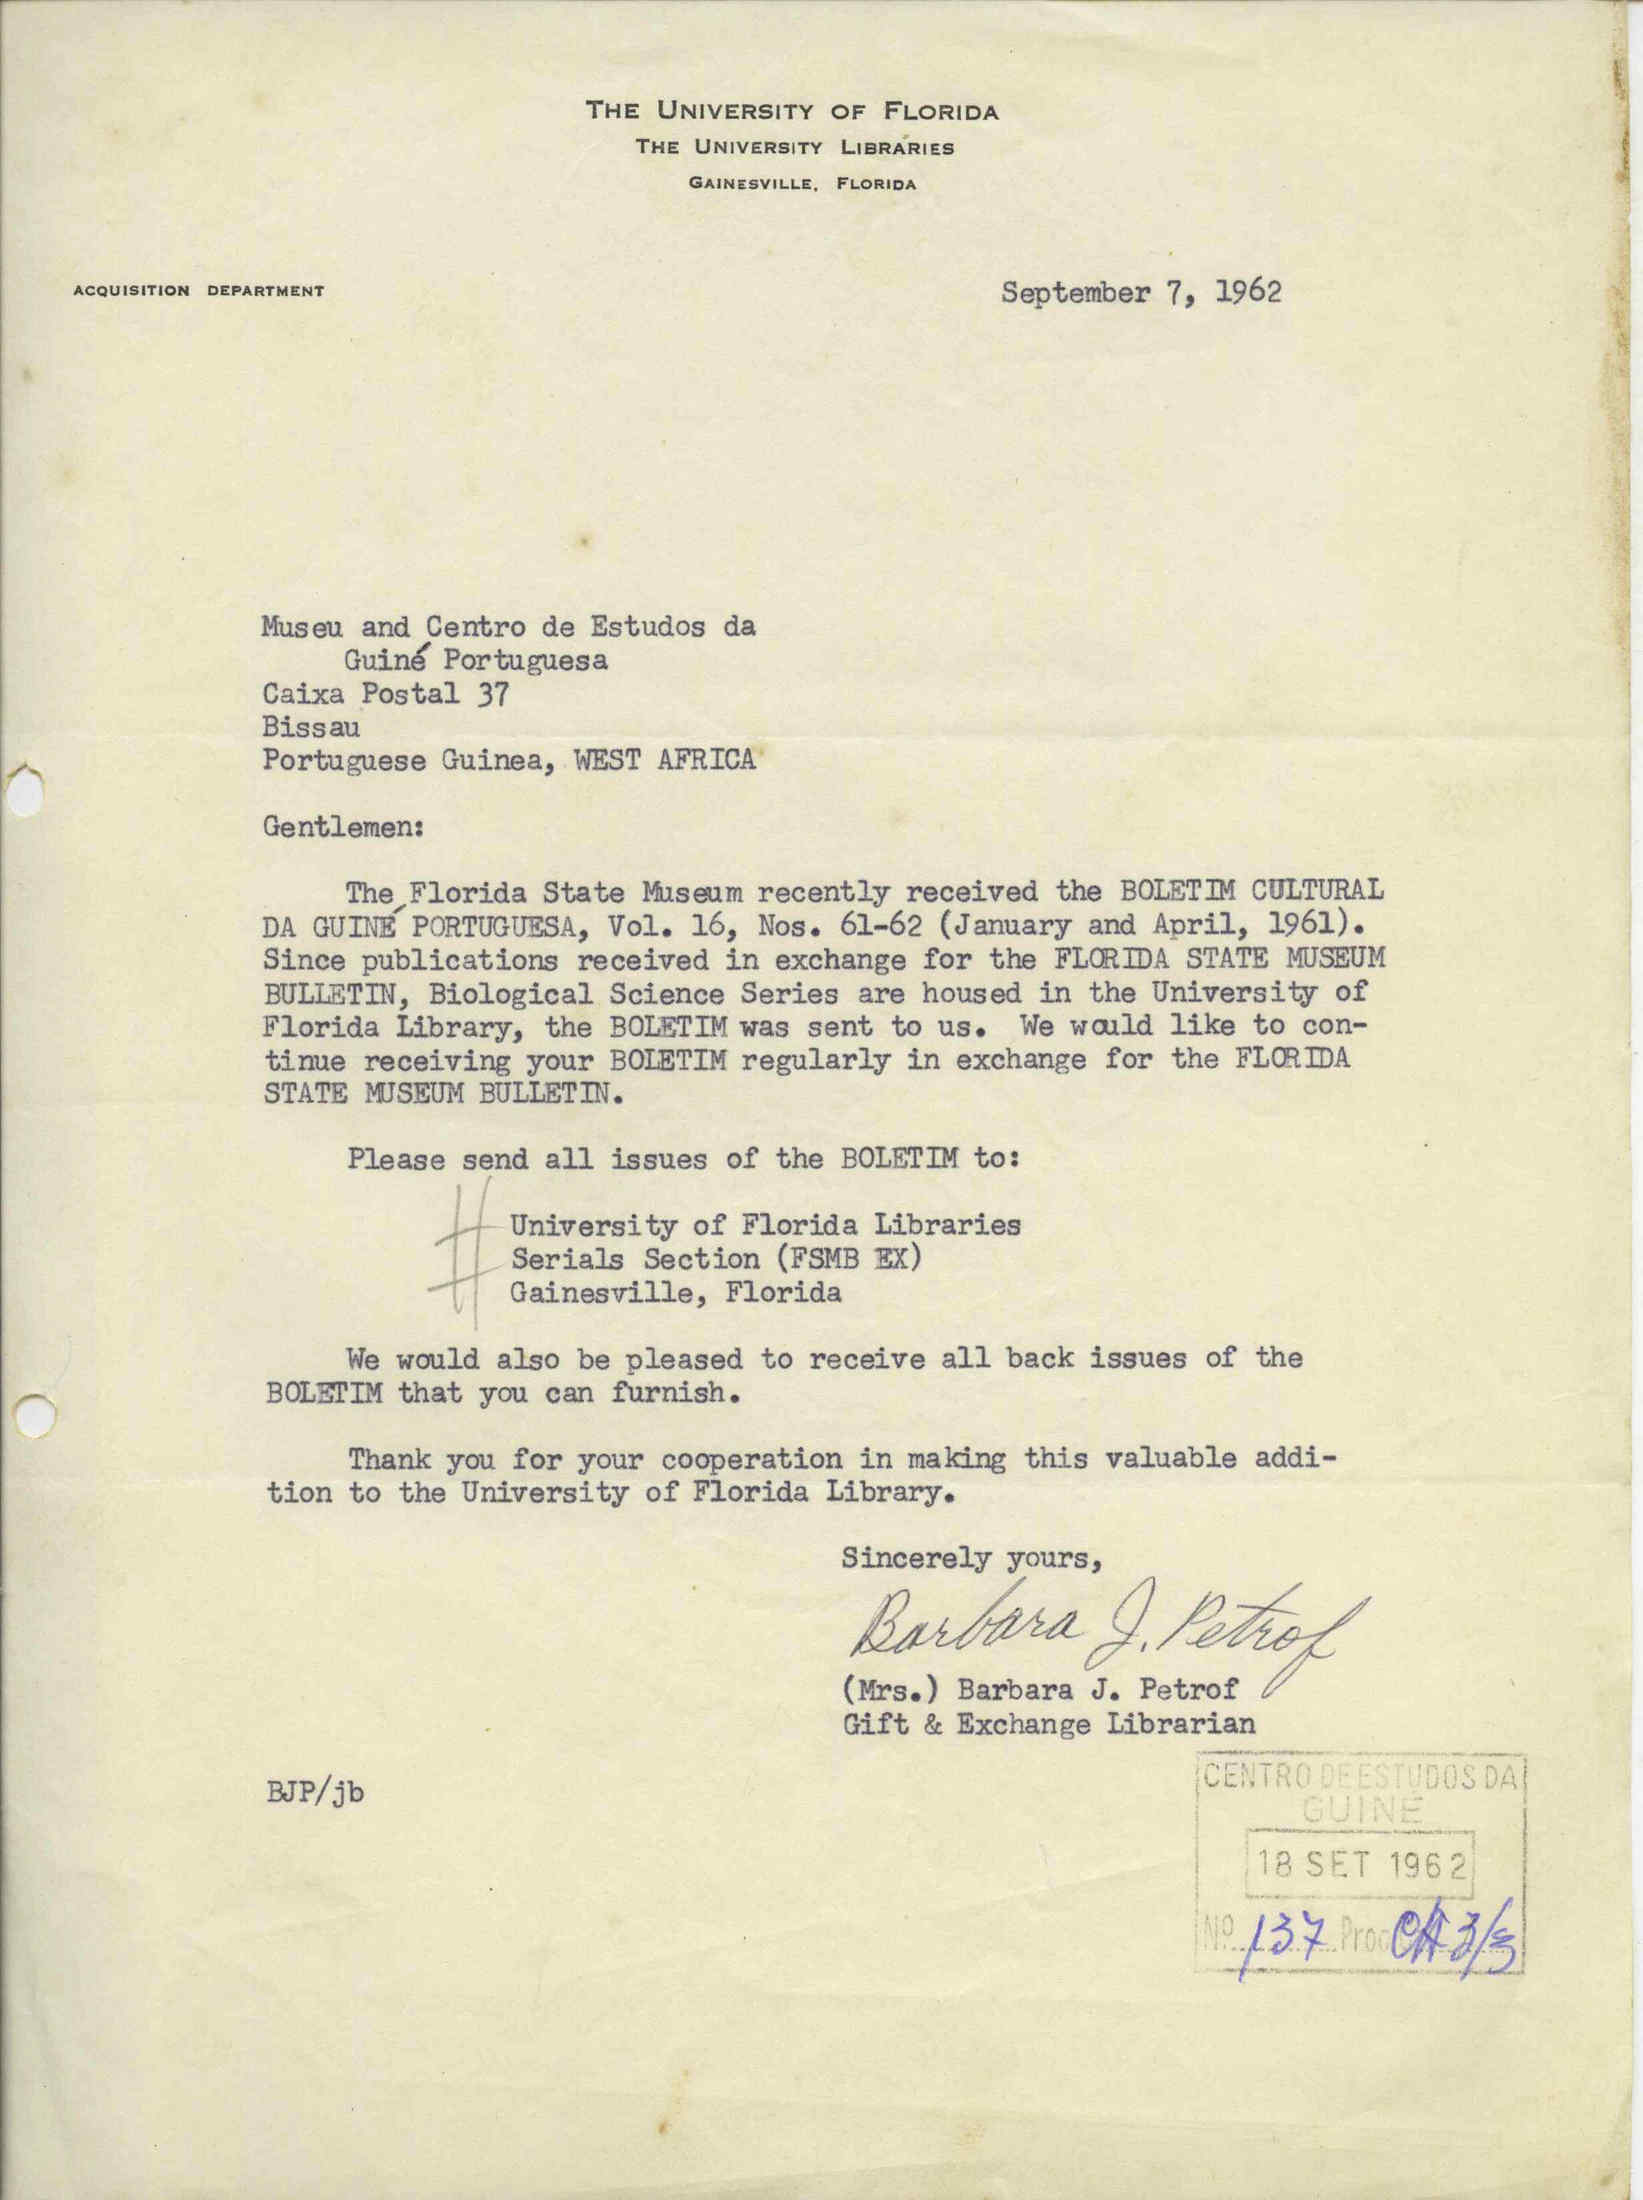 THE UNIVERSITY OF FLORIDA
THE UNIVERSITY LIBRARIES
GAINESVILLE, FLORIDA
ACQUISITION DEPARTMENT
September 7, 1962
Museu and Centro de Estudos da
Guiné Portuguesa
Caixa Postal 37
Bissau
Portuguese Guinea, WEST AFRICA
Gentlemen:
The Florida State Museum recently received the BOLETIM CULTURAL
DA GUINÉ PORTUGUESA, Vol. 16, Nos. 61-62 (January and April, 1961).
Since publications received in exchange for the FLORIDA STATE MUSEUM
BULLETIN, Biological Science Series are housed in the University of
Florida Library, the BOLETIM was sent to us. We would like to con-
tinue receiving your BOLETIM regularly in exchange for the FLORIDA
STATE MUSEUM BULLETIN.
Please send all issues of the BOLETIM to:
University of Florida Libraries
Serials Section (FSMB EX)
Gainesville, Florida
We would also be pleased to receive all back issues of the
BOLETIM that you can furnish.
Thank you for your cooperation in making this valuable addi-
tion to the University of Florida Library.
Sincerely yours,
Barbara J. Petrof
(Mrs.) Barbara J. Petrof
Gift & Exchange Librarian
BJP/jb
CENTRO DE ESTUDOS DA
GUINÉ
18 SET 1962
Nº 137 Proc